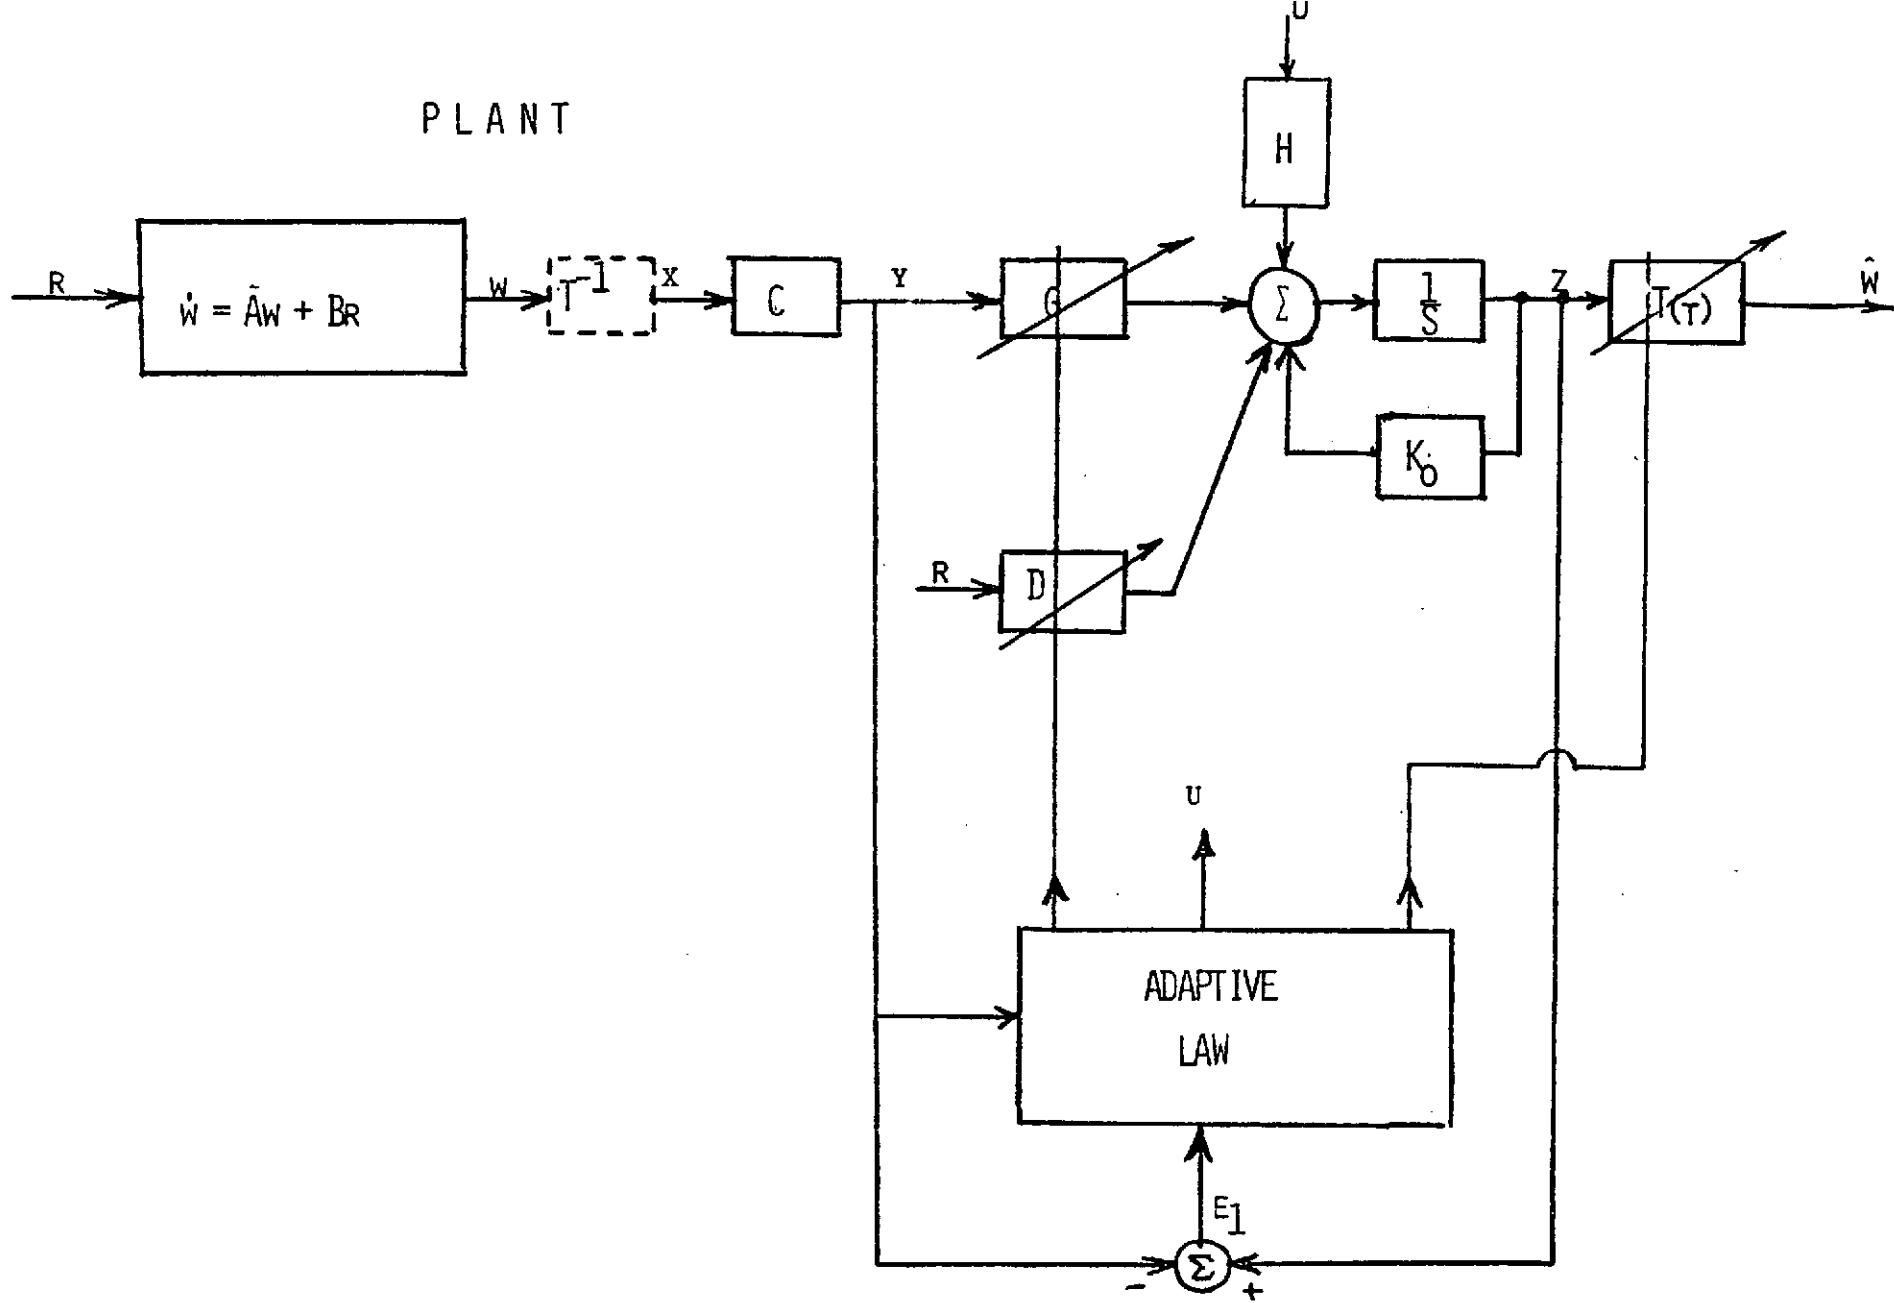 U
PLANT
H
R
ẇ = Ãw + BR
W
T⁻¹
X
C
Y
G
Σ
1
S
Z
T(T)
ŵ
K₀
R
D
U
ADAPTIVE
LAW
E₁
Σ
-
+